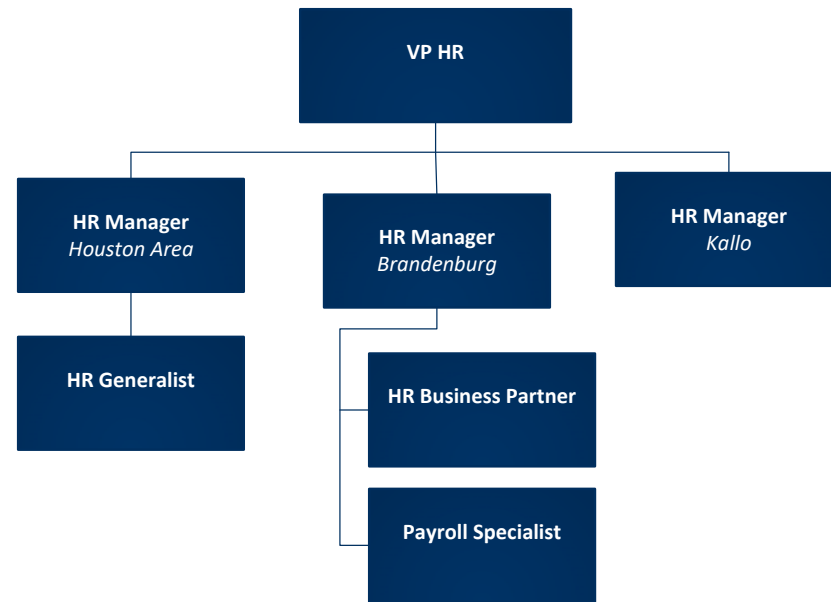 VP HR
HR Manager
Houston Area
HR Manager
Brandenburg
HR Manager
Kallo
HR Generalist
HR Business Partner
Payroll Specialist